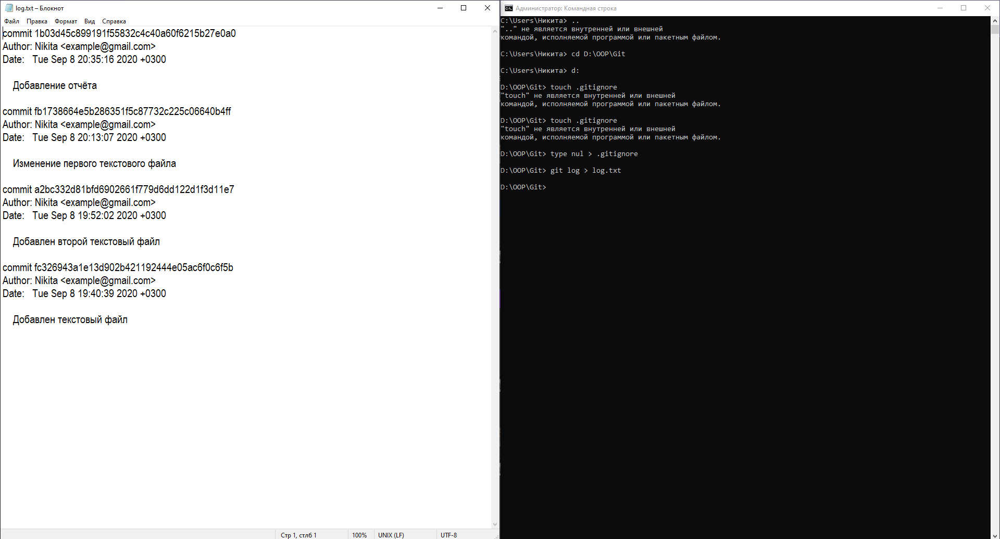 log.txt – Блокнот
Файл Правка Формат Вид Справка
commit 1b03d45c899191f55832c4c40a60f6215b27e0a0
Author: Nikita <example@gmail.com>
Date:   Tue Sep 8 20:35:16 2020 +0300
Добавление отчёта
commit fb1738664e5b286351f5c87732c225c06640b4ff
Author: Nikita <example@gmail.com>
Date:   Tue Sep 8 20:13:07 2020 +0300
Изменение первого текстового файла
commit a2bc332d81bfd6902661f779d6dd122d1f3d11e7
Author: Nikita <example@gmail.com>
Date:   Tue Sep 8 19:52:02 2020 +0300
Добавлен второй текстовый файл
commit fc326943a1e13d902b421192444e05ac6f0c6f5b
Author: Nikita <example@gmail.com>
Date:   Tue Sep 8 19:40:39 2020 +0300
Добавлен текстовый файл
Стр 1, стлб 1 100% UNIX (LF) UTF-8
Администратор: Командная строка
C:\Users\Никита> ..
".." не является внутренней или внешней
командой, исполняемой программой или пакетным файлом.
C:\Users\Никита> cd D:\OOP\Git
C:\Users\Никита> d:
D:\OOP\Git> touch .gitignore
"touch" не является внутренней или внешней
командой, исполняемой программой или пакетным файлом.
D:\OOP\Git> touch .gitignore
"touch" не является внутренней или внешней
командой, исполняемой программой или пакетным файлом.
D:\OOP\Git> type nul > .gitignore
D:\OOP\Git> git log > log.txt
D:\OOP\Git>